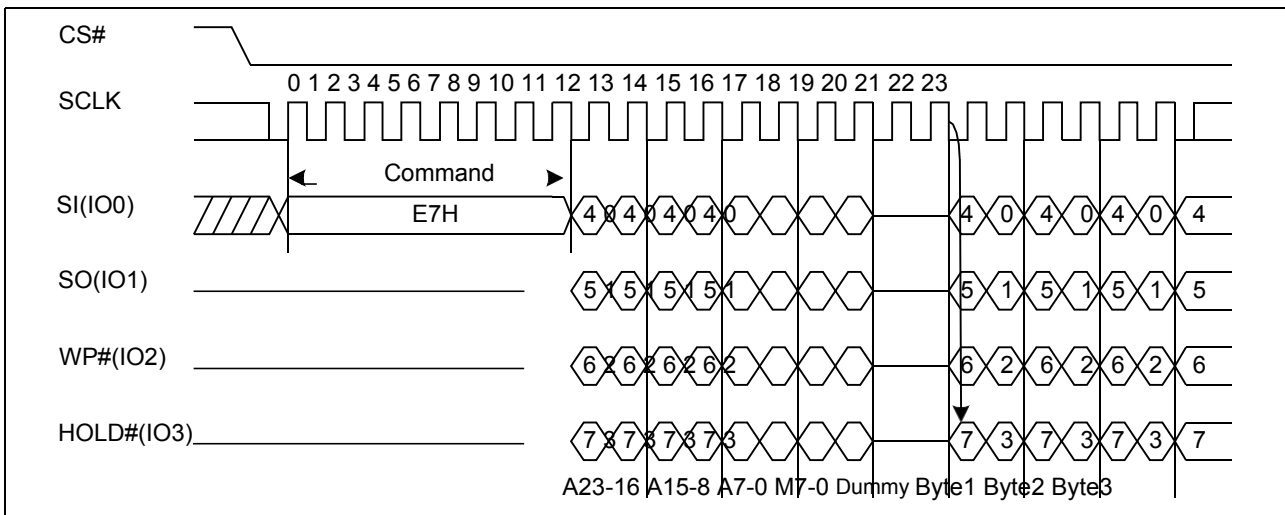 CS#
0 1 2 3 4 5 6 7 8 9 10 11 12 13 14 15 16 17 18 19 20 21 22 23
SCLK
Command
SI(IO0)
E7H
4 0 4 0 4 0 4 0
4 0 4 0 4 0 4
SO(IO1)
5 1 5 1 5 1 5 1
5 1 5 1 5 1 5
WP#(IO2)
6 2 6 2 6 2 6 2
6 2 6 2 6 2 6
HOLD#(IO3)
7 3 7 3 7 3 7 3
7 3 7 3 7 3 7
A23-16 A15-8 A7-0 M7-0 Dummy Byte1 Byte2 Byte3